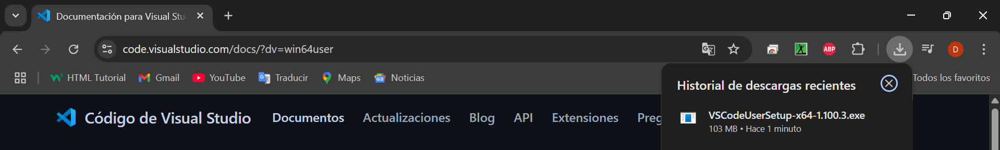 Documentación para Visual Stu
code.visualstudio.com/docs/?dv=win64user
ABP
D
HTML Tutorial
Gmail
YouTube
Traducir
Maps
Noticias
Todos los favoritos
Historial de descargas recientes
VSCodeUserSetup-x64-1.100.3.exe
103 MB • Hace 1 minuto
Código de Visual Studio
Documentos
Actualizaciones
Blog
API
Extensiones
Preg